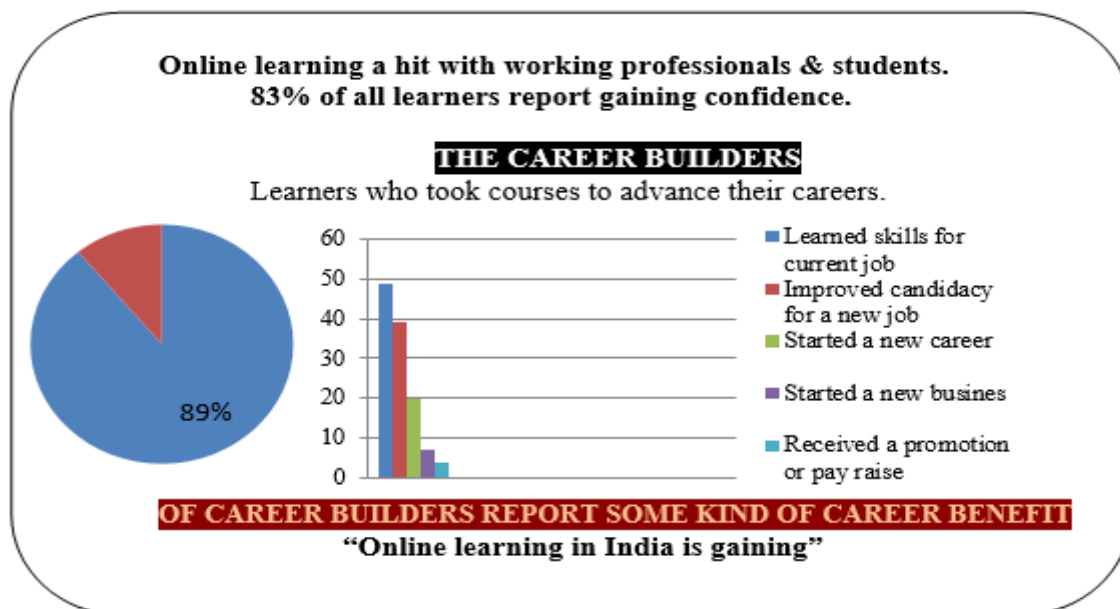 Online learning a hit with working professionals & students.
83% of all learners report gaining confidence.
THE CAREER BUILDERS
Learners who took courses to advance their careers.
89%
60
50
40
30
20
10
0
Learned skills for
current job
Improved candidacy
for a new job
Started a new career
Started a new busines
Received a promotion
or pay raise
OF CAREER BUILDERS REPORT SOME KIND OF CAREER BENEFIT
“Online learning in India is gaining”